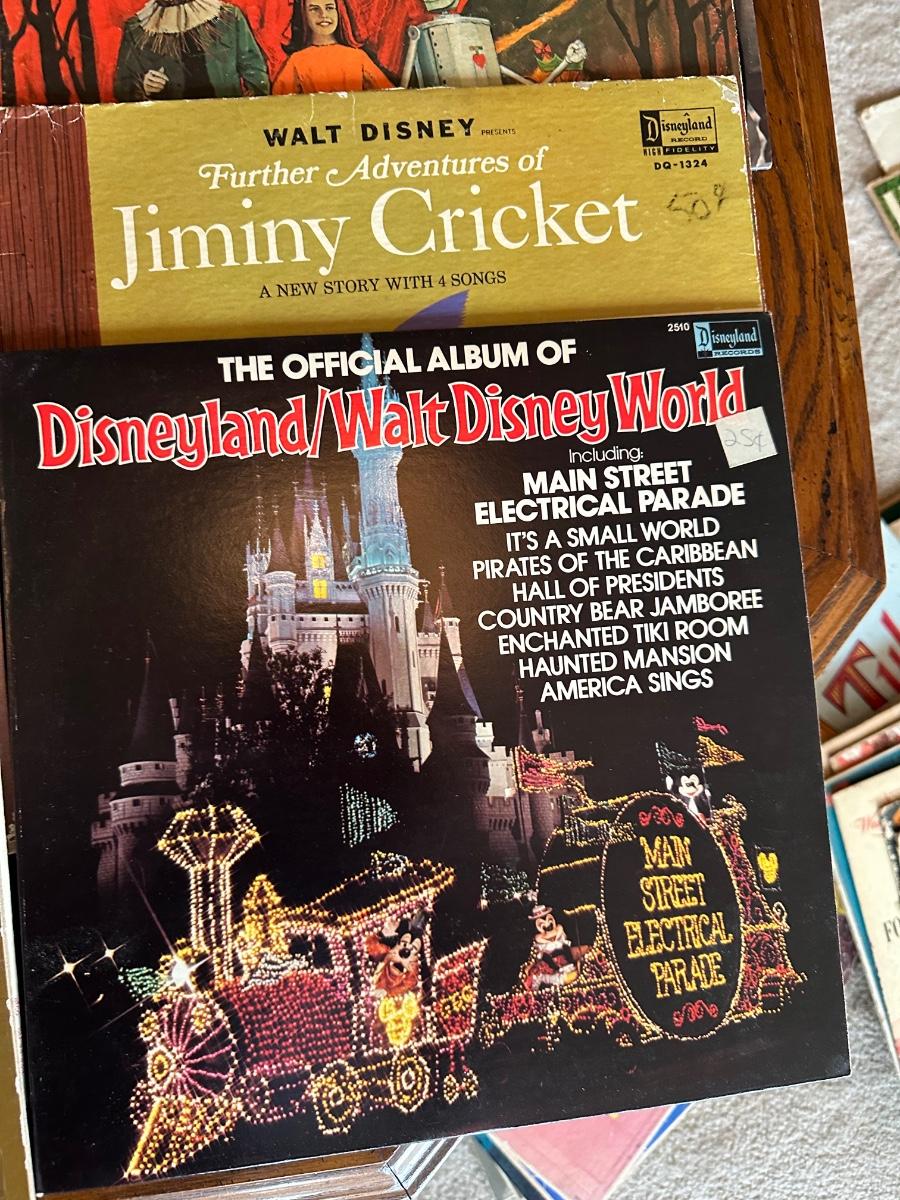 WALT DISNEY PRESENTS
Disneyland
RECORD
HIGH FIDELITY
DQ-1324
Further Adventures of
Jiminy Cricket
50¢
A NEW STORY WITH 4 SONGS
2510
Disneyland
RECORDS
THE OFFICIAL ALBUM OF
Disneyland/Walt Disney World
25¢
Including:
MAIN STREET
ELECTRICAL PARADE
IT'S A SMALL WORLD
PIRATES OF THE CARIBBEAN
HALL OF PRESIDENTS
COUNTRY BEAR JAMBOREE
ENCHANTED TIKI ROOM
HAUNTED MANSION
AMERICA SINGS
MAIN
STREET
ELECTRICAL
PARADE